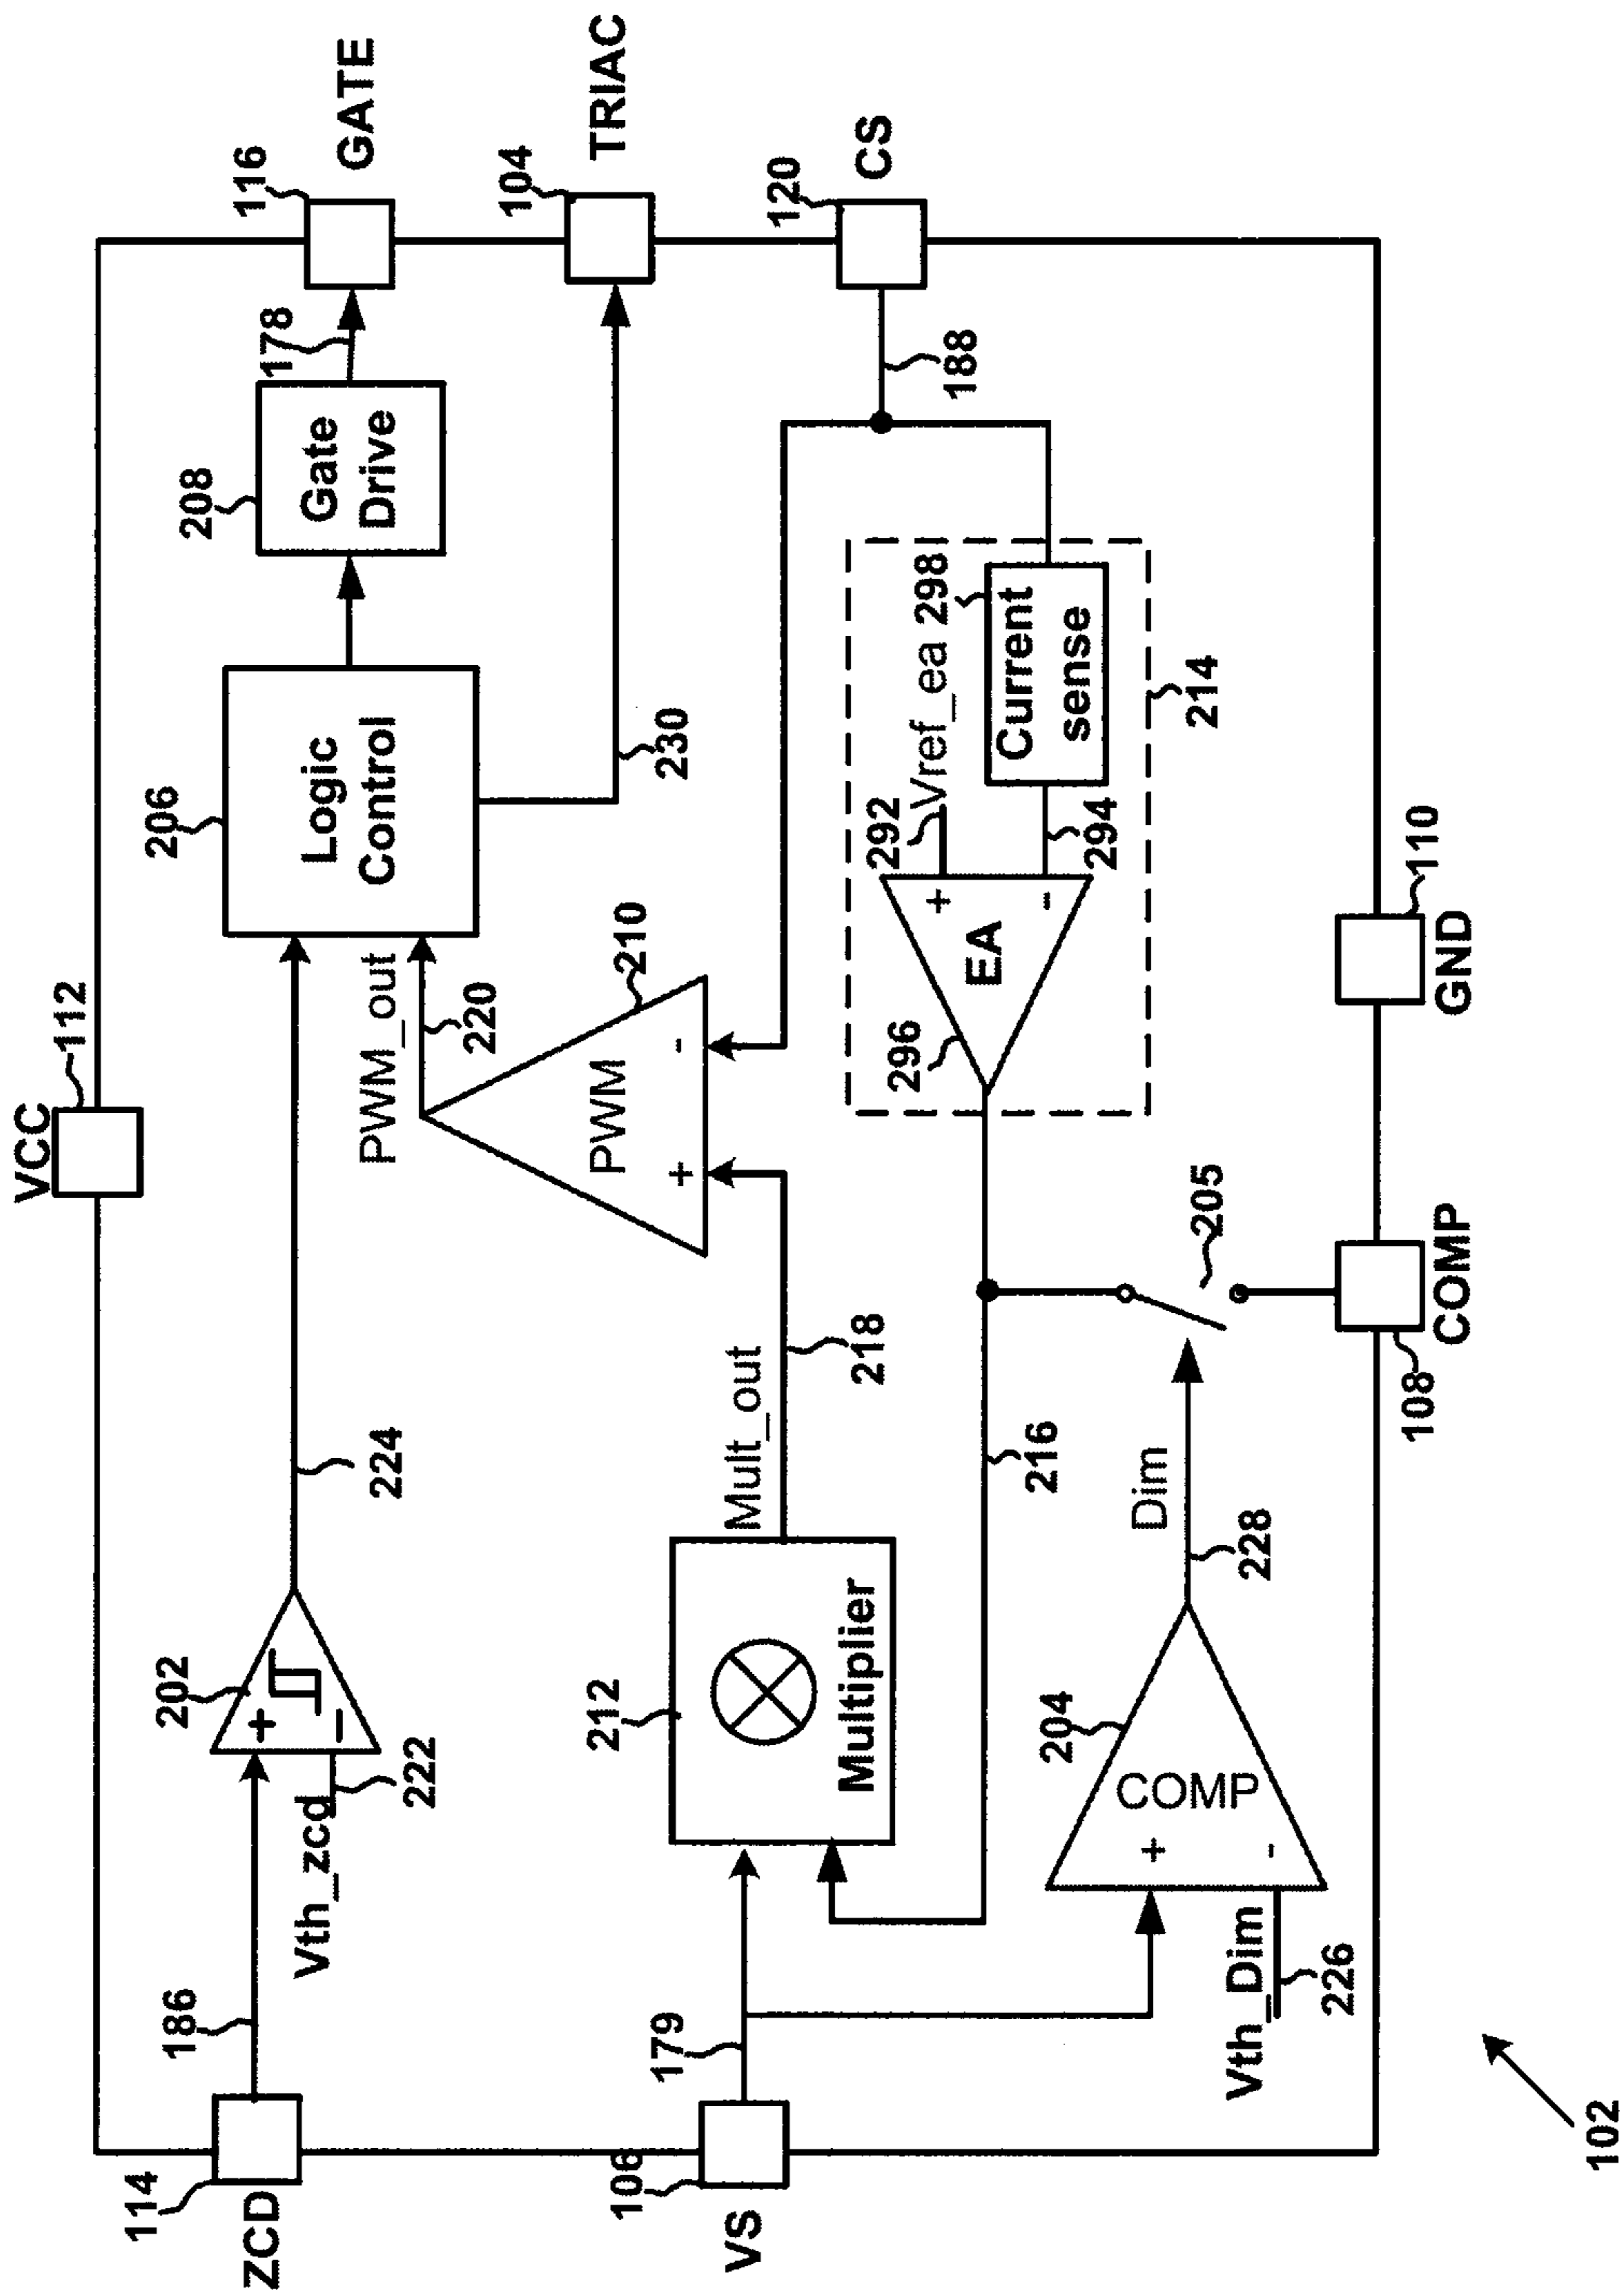 VCC
112
114
ZCD
186
Vth_zcd
222
202
224
206
Logic
Control
208
Gate
Drive
178
116
GATE
230
104
TRIAC
PWM_out
220
210
PWM
+
-
106
VS
179
212
Multiplier
Mult_out
218
120
CS
188
214
298
Current
sense
Vref_ea
292
294
+
-
EA
296
216
204
COMP
+
-
Vth_Dim
226
Dim
228
205
108
COMP
110
GND
+
-
102